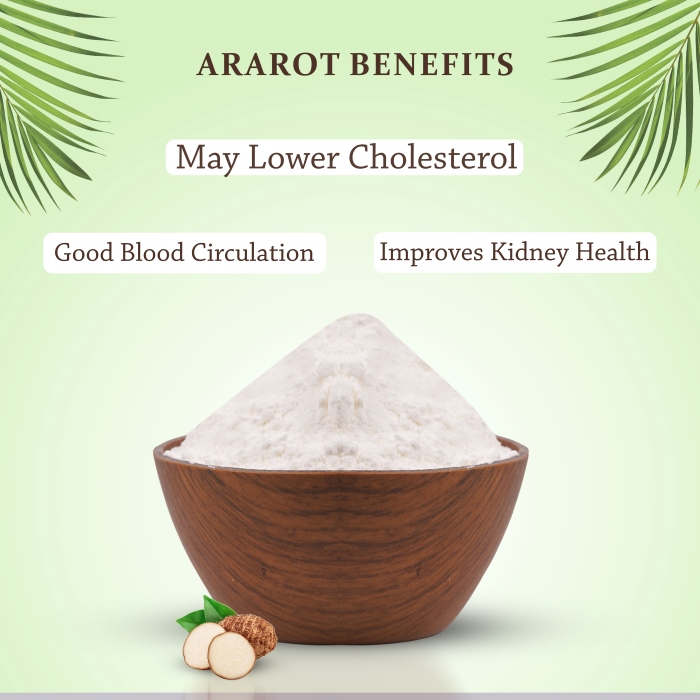 ARAROT BENEFITS
May Lower Cholesterol
Good Blood Circulation
Improves Kidney Health